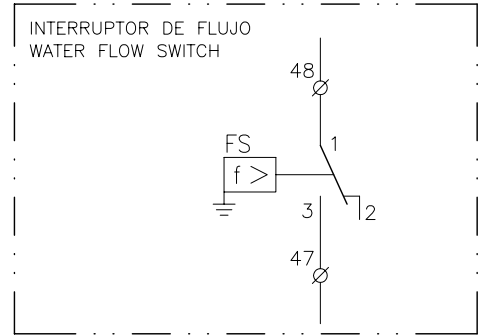 INTERRUPTOR DE FLUJO
WATER FLOW SWITCH
48
1
FS
f >
3
2
47